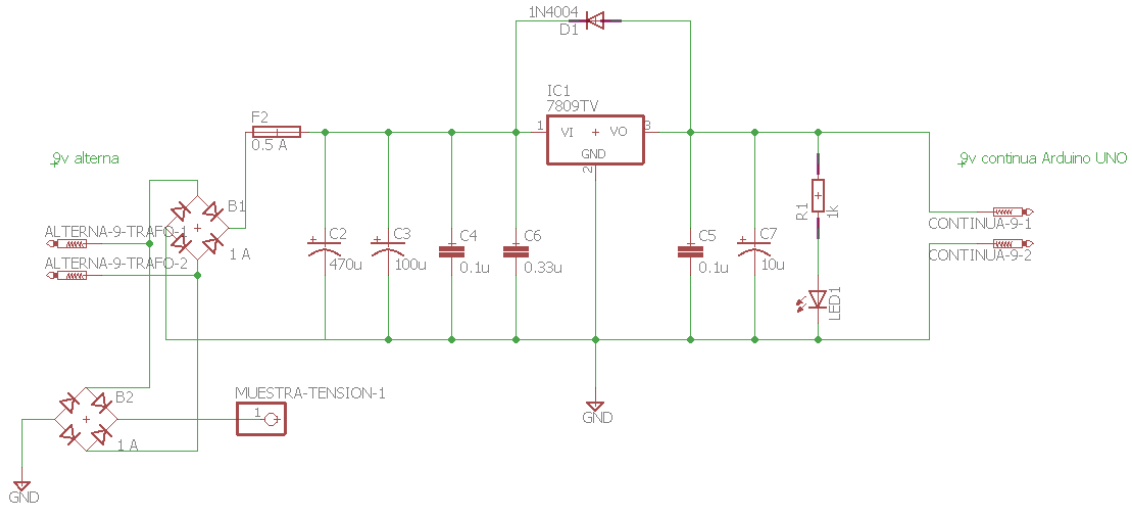 1N4004
D1
IC1
7809TV
1 VI + VO 3
GND
2
F2
0.5 A
9v alterna
9v continua Arduino UNO
B1
1 A
ALTERNA-9-TRAFO-1
ALTERNA-9-TRAFO-2
C2
470u
C3
100u
C4
0.1u
C6
0.33u
C5
0.1u
C7
10u
R1
1k
LED1
CONTINUA-9-1
CONTINUA-9-2
B2
1 A
MUESTRA-TENSION-1
1
GND
GND